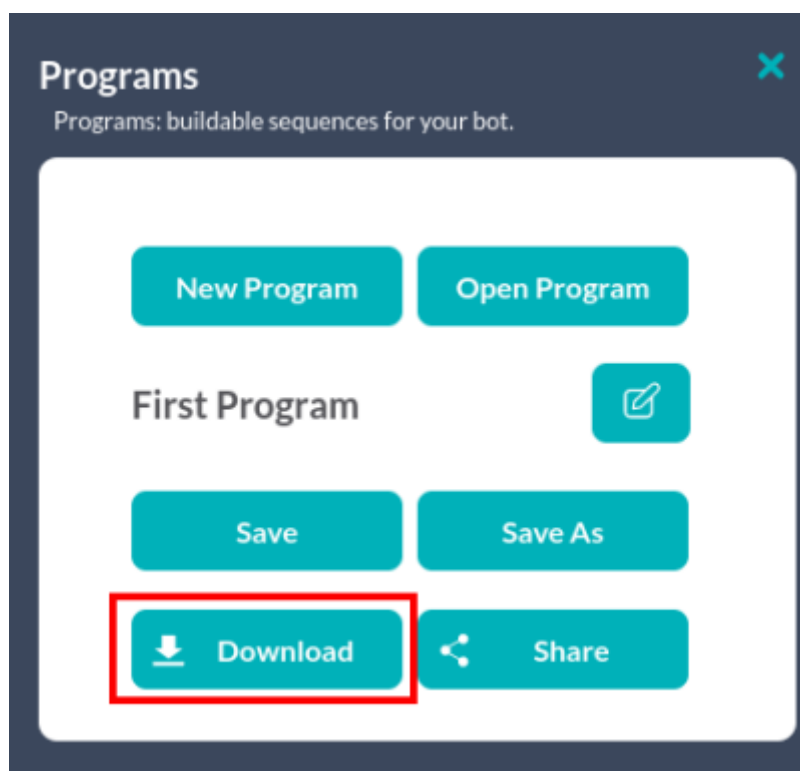 Programs
Programs: buildable sequences for your bot.
New Program
Open Program
First Program
Save
Save As
Download
Share